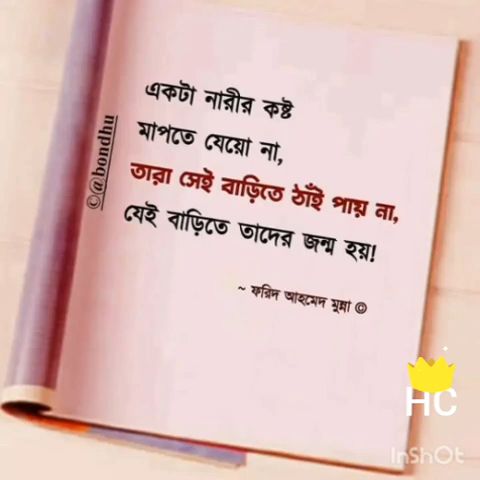 একটা নারীর কষ্ট
মাপতে যেয়ো না,
তারা সেই বাড়িতে ঠাঁই পায় না,
যেই বাড়িতে তাদের জন্ম হয়!
~ ফরিদ আহমেদ মুন্না ©
©@bondhu
HC
InShOt